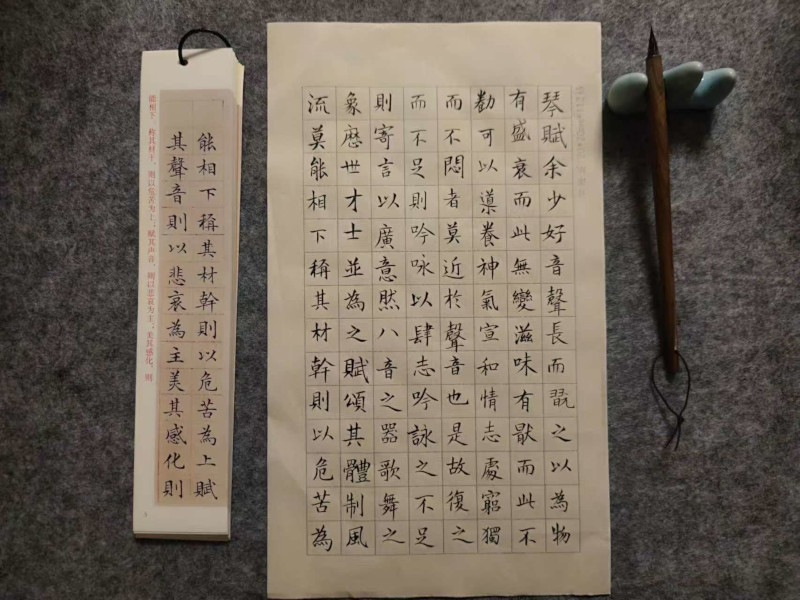 琴賦余少好音聲長而翫之以為物
有盛衰而此無變滋味有猒而此不
勌可以導養神氣宣和情志處窮獨
而不悶者莫近於聲音也是故復之
而不足則吟咏以肆志吟詠之不足
則寄言以廣意然八音之器歌舞之
象歷世才士並為之賦頌其體制風
流莫能相下稱其材幹則以危苦為
能相下稱其材幹則以危苦為上賦
其聲音則以悲哀為主美其感化則
能相下,称其材干,则以危苦为上;赋其声音,则以悲哀为主;美其感化,则